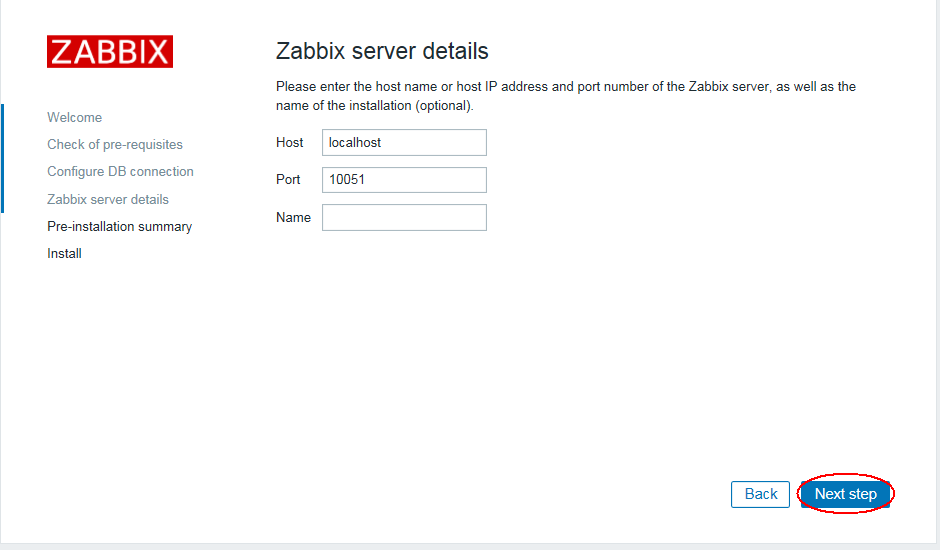 ZABBIX
Welcome
Check of pre-requisites
Configure DB connection
Zabbix server details
Pre-installation summary
Install
Zabbix server details
Please enter the host name or host IP address and port number of the Zabbix server, as well as the
name of the installation (optional).
Host localhost
Port 10051
Name
Back Next step